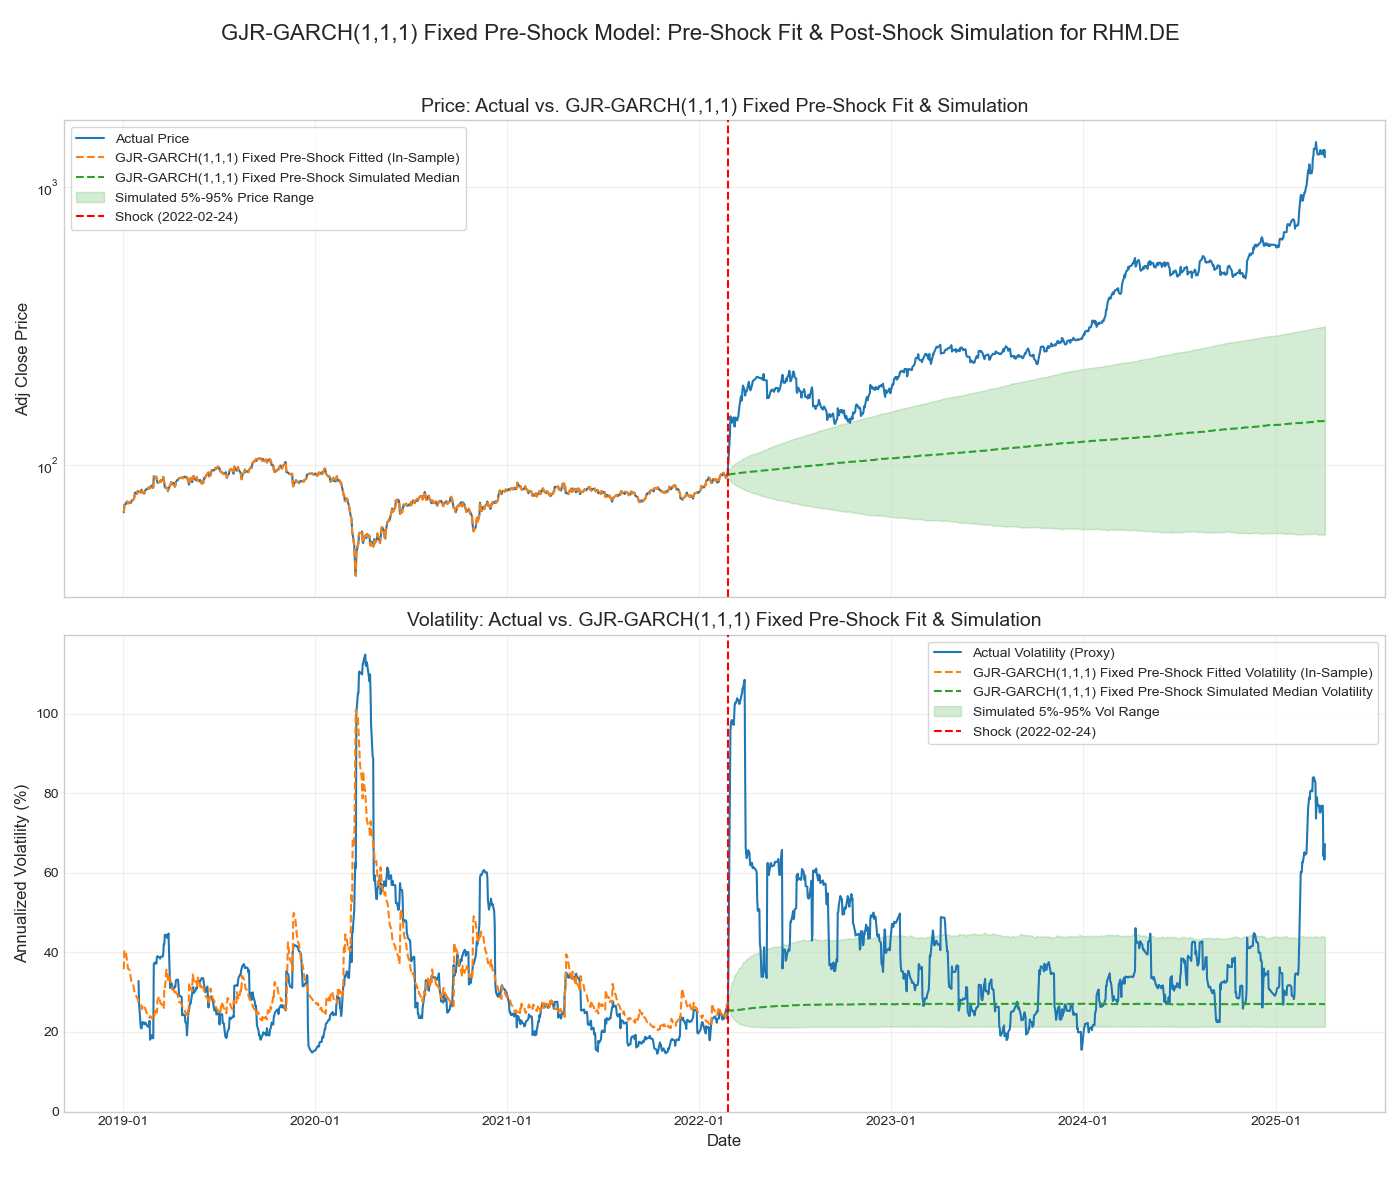 GJR-GARCH(1,1,1) Fixed Pre-Shock Model: Pre-Shock Fit & Post-Shock Simulation for RHM.DE
Price: Actual vs. GJR-GARCH(1,1,1) Fixed Pre-Shock Fit & Simulation
Actual Price
GJR-GARCH(1,1,1) Fixed Pre-Shock Fitted (In-Sample)
GJR-GARCH(1,1,1) Fixed Pre-Shock Simulated Median
Simulated 5%-95% Price Range
Shock (2022-02-24)
10³
10²
Adj Close Price
Volatility: Actual vs. GJR-GARCH(1,1,1) Fixed Pre-Shock Fit & Simulation
Actual Volatility (Proxy)
GJR-GARCH(1,1,1) Fixed Pre-Shock Fitted Volatility (In-Sample)
GJR-GARCH(1,1,1) Fixed Pre-Shock Simulated Median Volatility
Simulated 5%-95% Vol Range
Shock (2022-02-24)
100
80
60
40
20
0
Annualized Volatility (%)
2019-01 2020-01 2021-01 2022-01 2023-01 2024-01 2025-01
Date